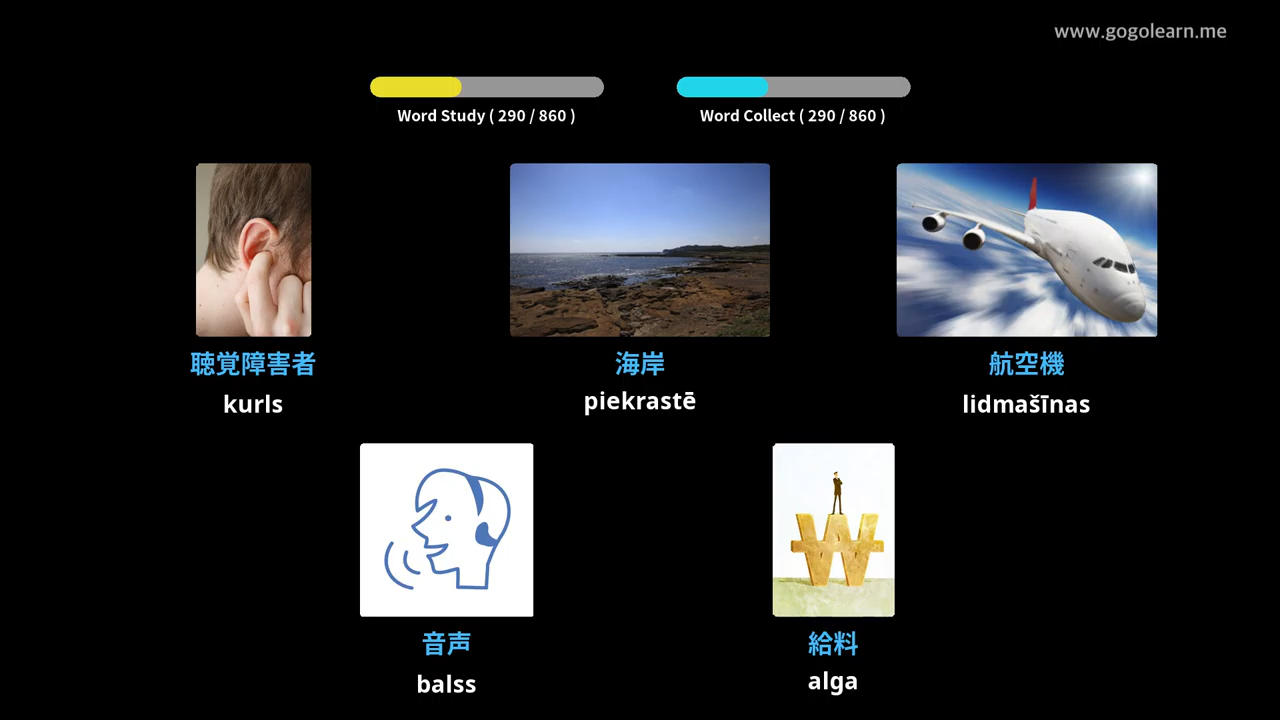 www.gogolearn.me
Word Study ( 290 / 860 )
Word Collect ( 290 / 860 )
聴覚障害者
kurls
海岸
piekrastē
航空機
lidmašīnas
音声
balss
給料
alga